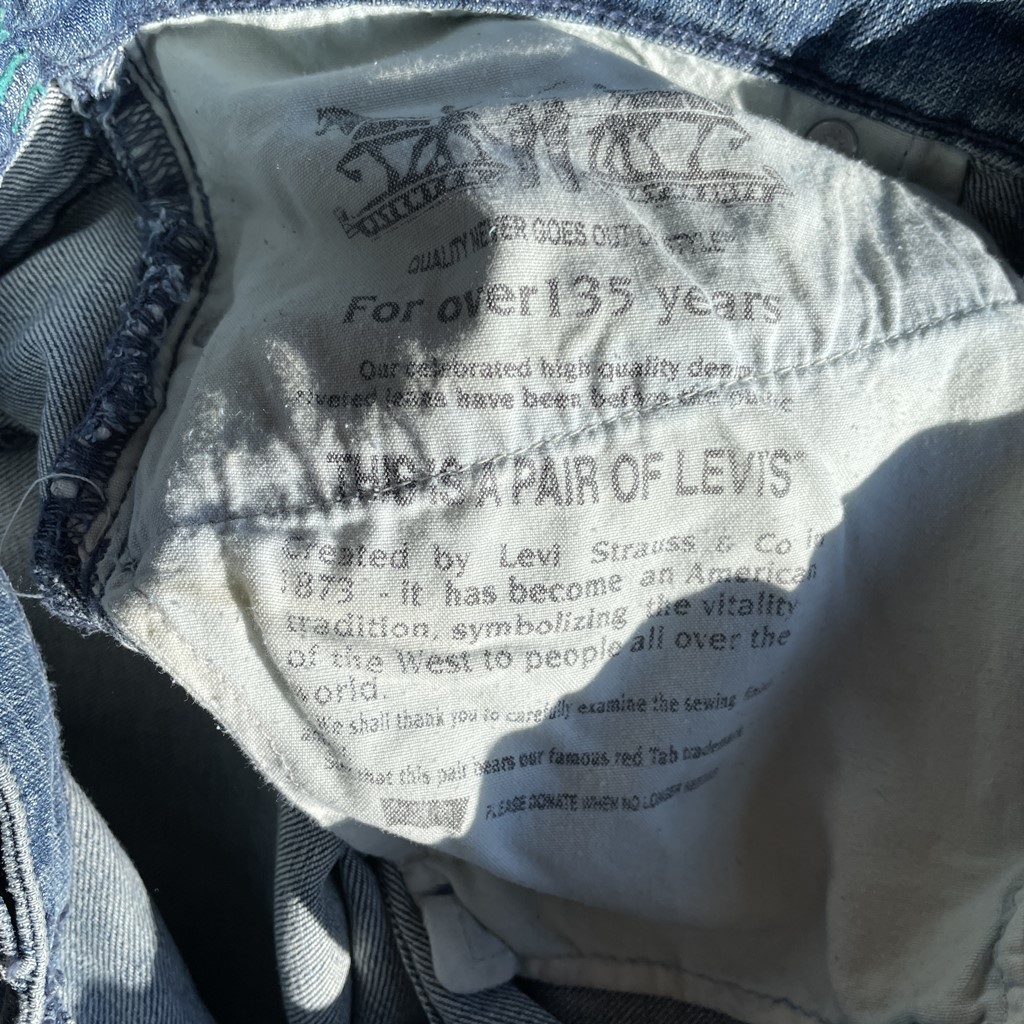 QUALITY NEVER GOES OUT OF STYLE
For over 135 years
Our celebrated high quality denim
riveted jeans have been before the public
THIS IS A PAIR OF LEVI'S
Created by Levi Strauss & Co in
1873 - it has become an American
tradition, symbolizing the vitality
of the West to people all over the
world.
We shall thank you to carefully examine the sewing
that this pair bears our famous red Tab trademark
PLEASE DONATE WHEN NO LONGER NEEDED